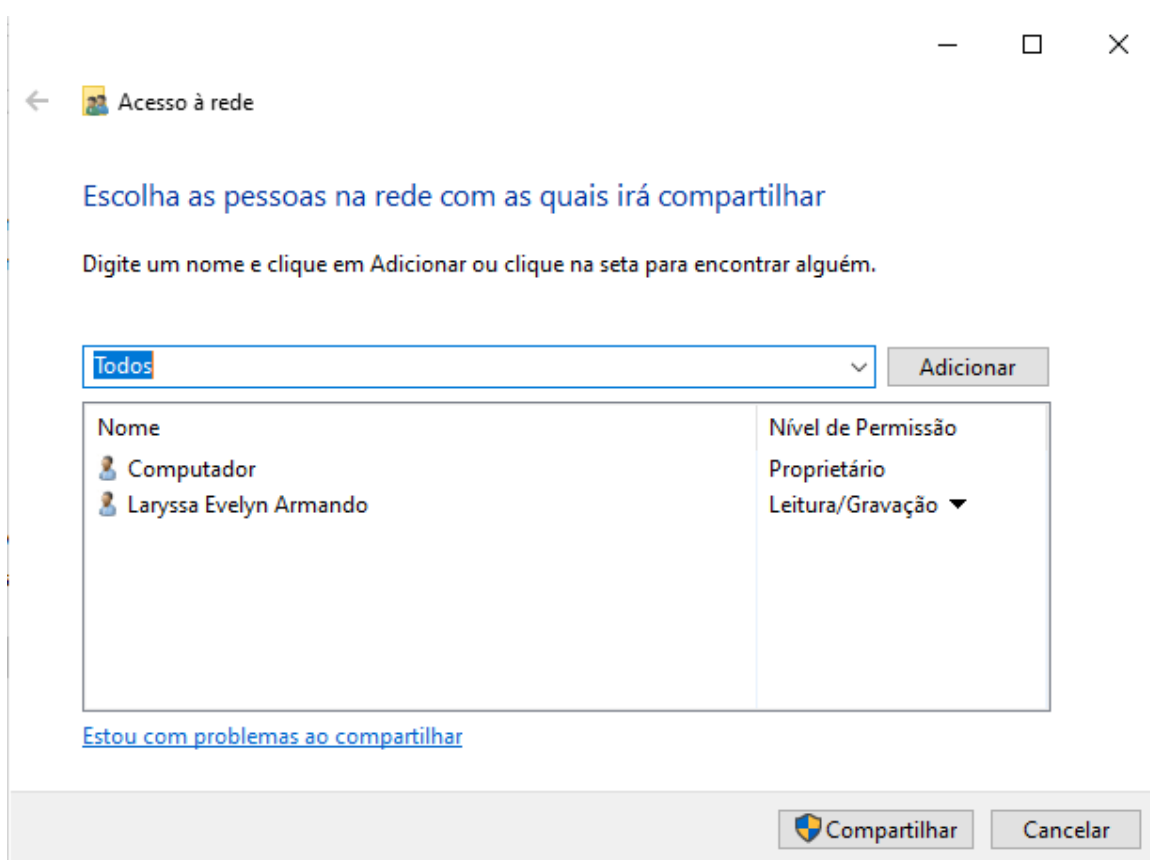 Acesso à rede
Escolha as pessoas na rede com as quais irá compartilhar
Digite um nome e clique em Adicionar ou clique na seta para encontrar alguém.
Todos Adicionar
Nome Nível de Permissão
Computador Proprietário
Laryssa Evelyn Armando Leitura/Gravação
Estou com problemas ao compartilhar
Compartilhar Cancelar